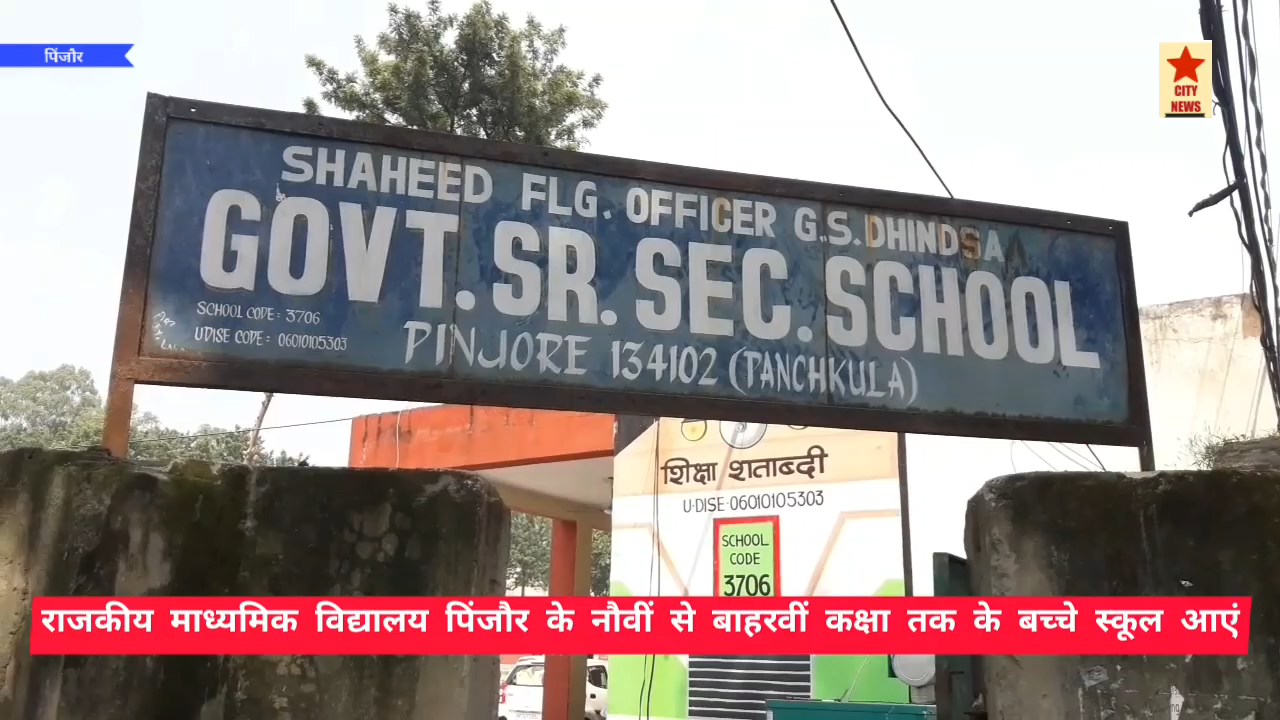 पिंजौर
CITY
NEWS
SHAHEED FLG. OFFICER G.S. DHINDSA
GOVT. SR. SEC. SCHOOL
SCHOOL CODE: 3706
UDISE CODE: 06010105303
PINJORE 134102 (PANCHKULA)
शिक्षा शताब्दी
U-DISE-06010105303
SCHOOL
CODE
3706
राजकीय माध्यमिक विद्यालय पिंजौर के नौवीं से बाहरवीं कक्षा तक के बच्चे स्कूल आएं